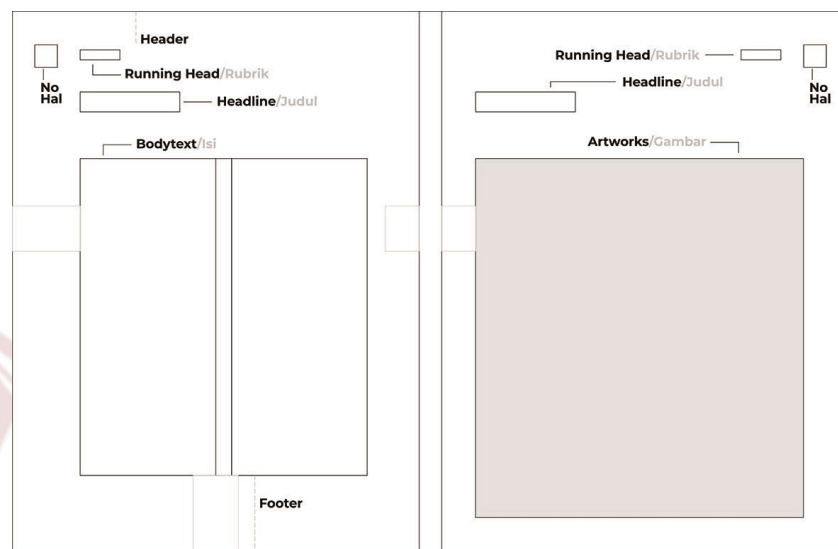 Header
Running Head/Rubrik
No
Hal
Headline/Judul
Bodytext/Isi
Footer
Running Head/Rubrik
No
Hal
Headline/Judul
Artworks/Gambar